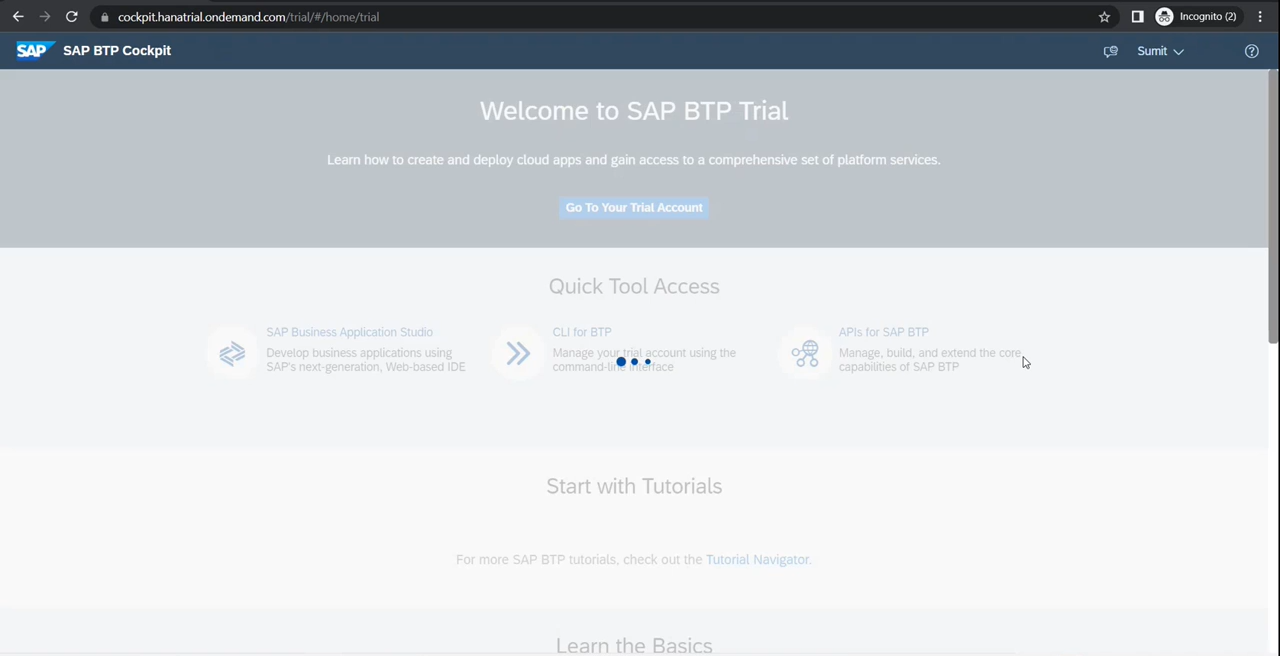 cockpit.hanatrial.ondemand.com/trial/#/home/trial
Incognito (2)
SAP SAP BTP Cockpit
Sumit
Welcome to SAP BTP Trial
Learn how to create and deploy cloud apps and gain access to a comprehensive set of platform services.
Go To Your Trial Account
Quick Tool Access
SAP Business Application Studio
Develop business applications using
SAP's next-generation, Web-based IDE
CLI for BTP
Manage your trial account using the
command-line interface
APIs for SAP BTP
Manage, build, and extend the core
capabilities of SAP BTP
Start with Tutorials
For more SAP BTP tutorials, check out the Tutorial Navigator.
Learn the Basics